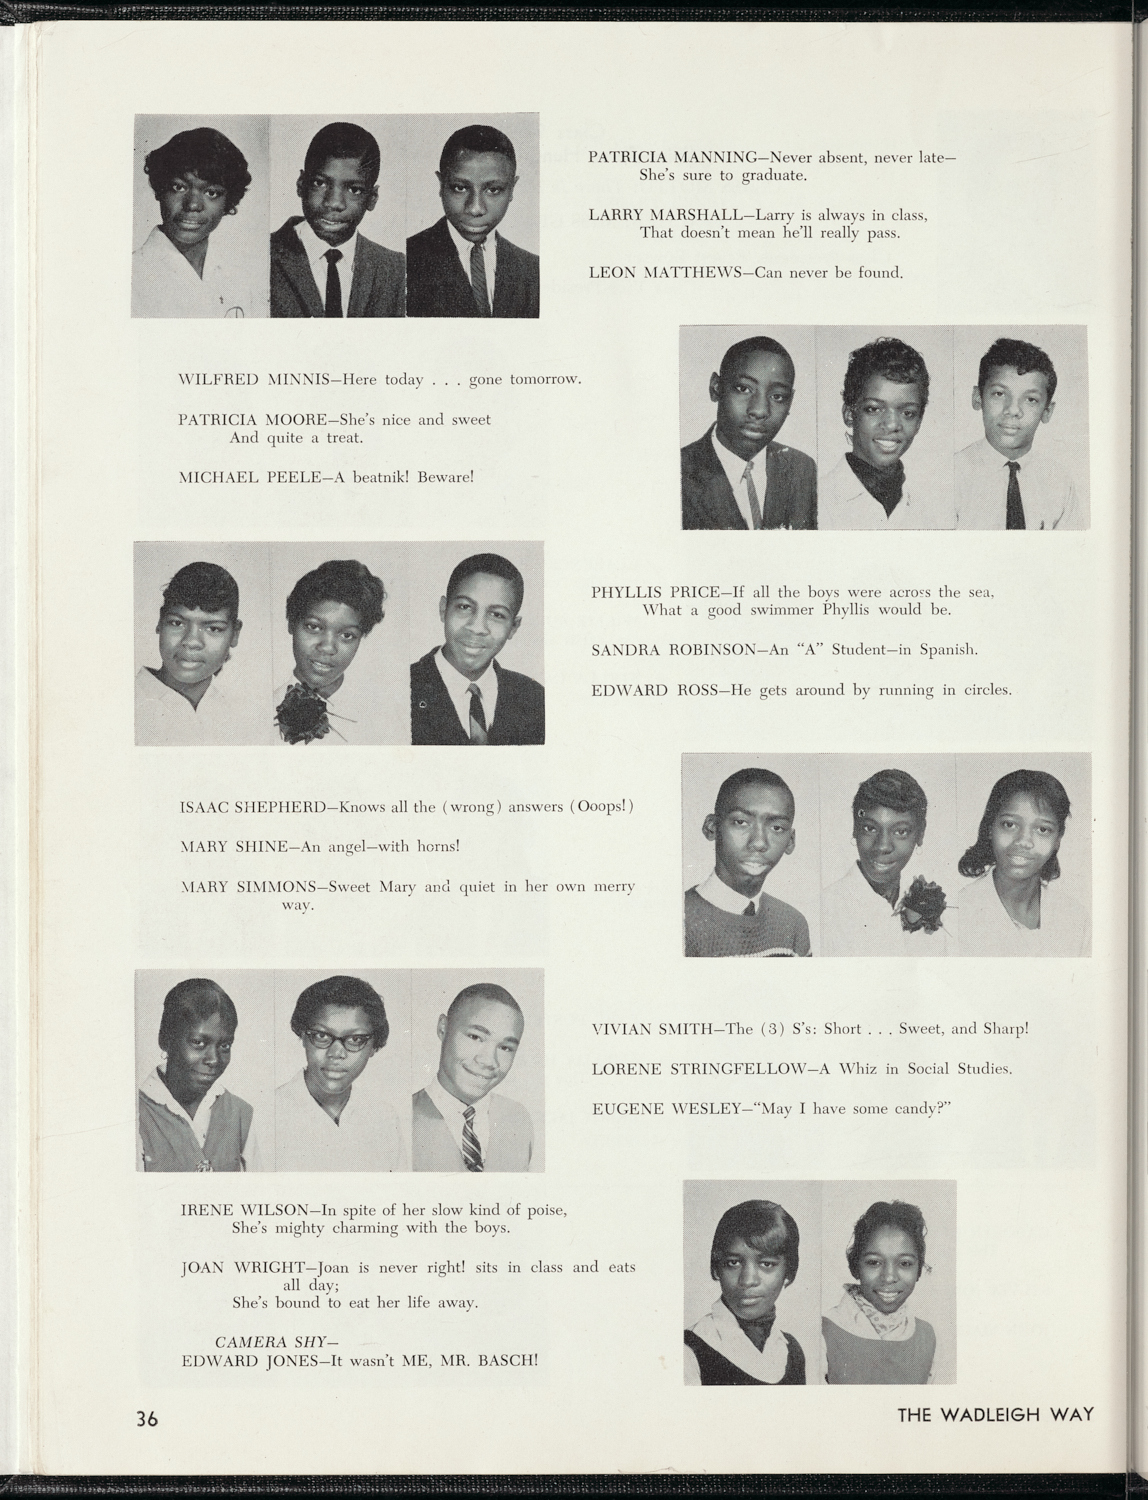 PATRICIA MANNING—Never absent, never late—
She's sure to graduate.
LARRY MARSHALL—Larry is always in class,
That doesn't mean he'll really pass.
LEON MATTHEWS—Can never be found.
WILFRED MINNIS—Here today . . . gone tomorrow.
PATRICIA MOORE—She's nice and sweet
And quite a treat.
MICHAEL PEELE—A beatnik! Beware!
PHYLLIS PRICE—If all the boys were across the sea,
What a good swimmer Phyllis would be.
SANDRA ROBINSON—An "A" Student—in Spanish.
EDWARD ROSS—He gets around by running in circles.
ISAAC SHEPHERD—Knows all the (wrong) answers (Ooops!)
MARY SHINE—An angel—with horns!
MARY SIMMONS—Sweet Mary and quiet in her own merry
way.
VIVIAN SMITH—The (3) S's: Short . . . Sweet, and Sharp!
LORENE STRINGFELLOW—A Whiz in Social Studies.
EUGENE WESLEY—"May I have some candy?"
IRENE WILSON—In spite of her slow kind of poise,
She's mighty charming with the boys.
JOAN WRIGHT—Joan is never right! sits in class and eats
all day;
She's bound to eat her life away.
CAMERA SHY—
EDWARD JONES—It wasn't ME, MR. BASCH!
36
THE WADLEIGH WAY